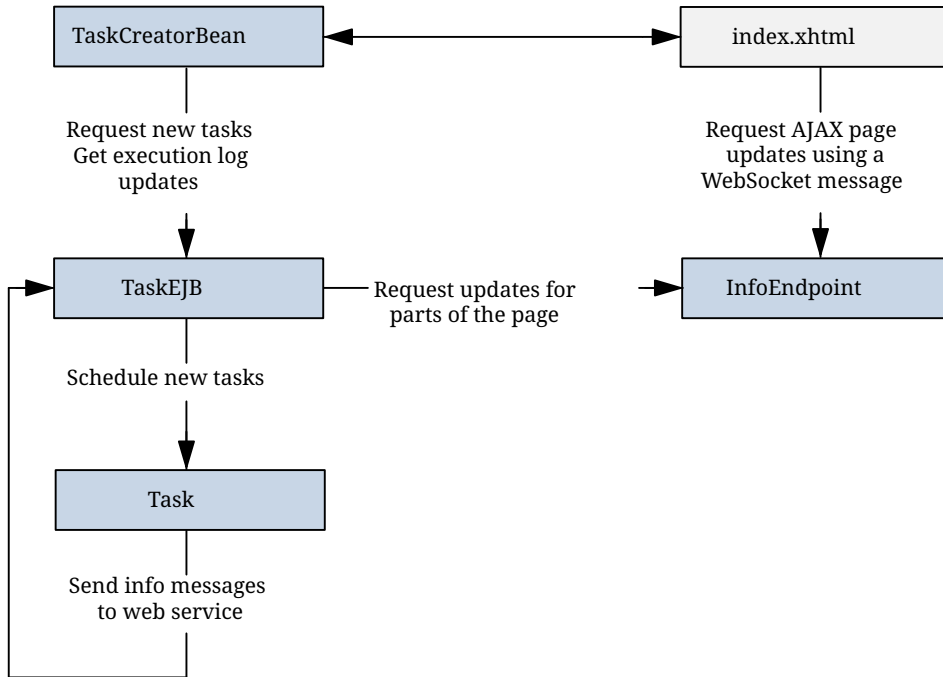 TaskCreatorBean
index.xhtml
Request new tasks
Get execution log
updates
Request AJAX page
updates using a
WebSocket message
TaskEJB
Request updates for
parts of the page
InfoEndpoint
Schedule new tasks
Task
Send info messages
to web service